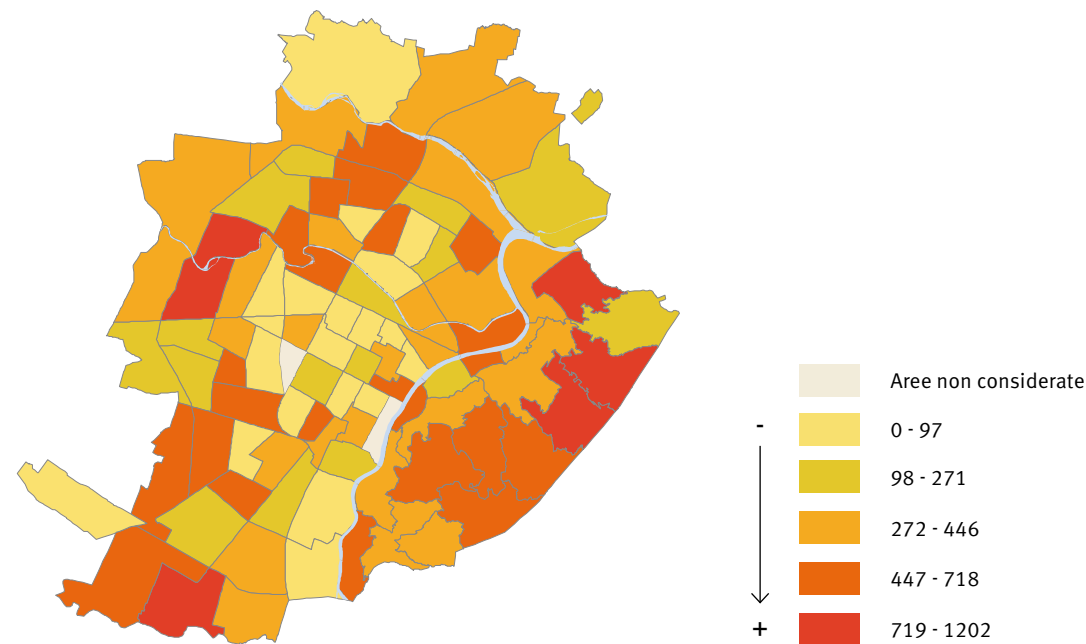 Aree non considerate
-
0 - 97
98 - 271
272 - 446
447 - 718
+
719 - 1202